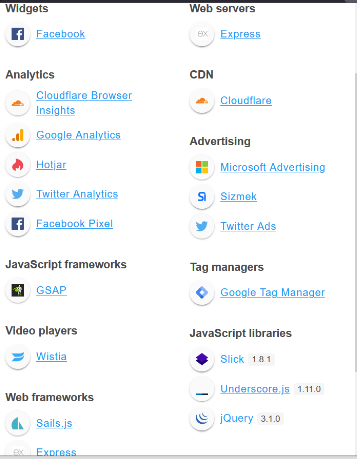 Widgets
Facebook
Analytics
Cloudflare Browser
Insights
Google Analytics
Hotjar
Twitter Analytics
Facebook Pixel
JavaScript frameworks
GSAP
Video players
Wistia
Web frameworks
Sails.js
Express
Web servers
Express
CDN
Cloudflare
Advertising
Microsoft Advertising
Sizmek
Twitter Ads
Tag managers
Google Tag Manager
JavaScript libraries
Slick 1.8.1
Underscore.js 1.11.0
jQuery 3.1.0